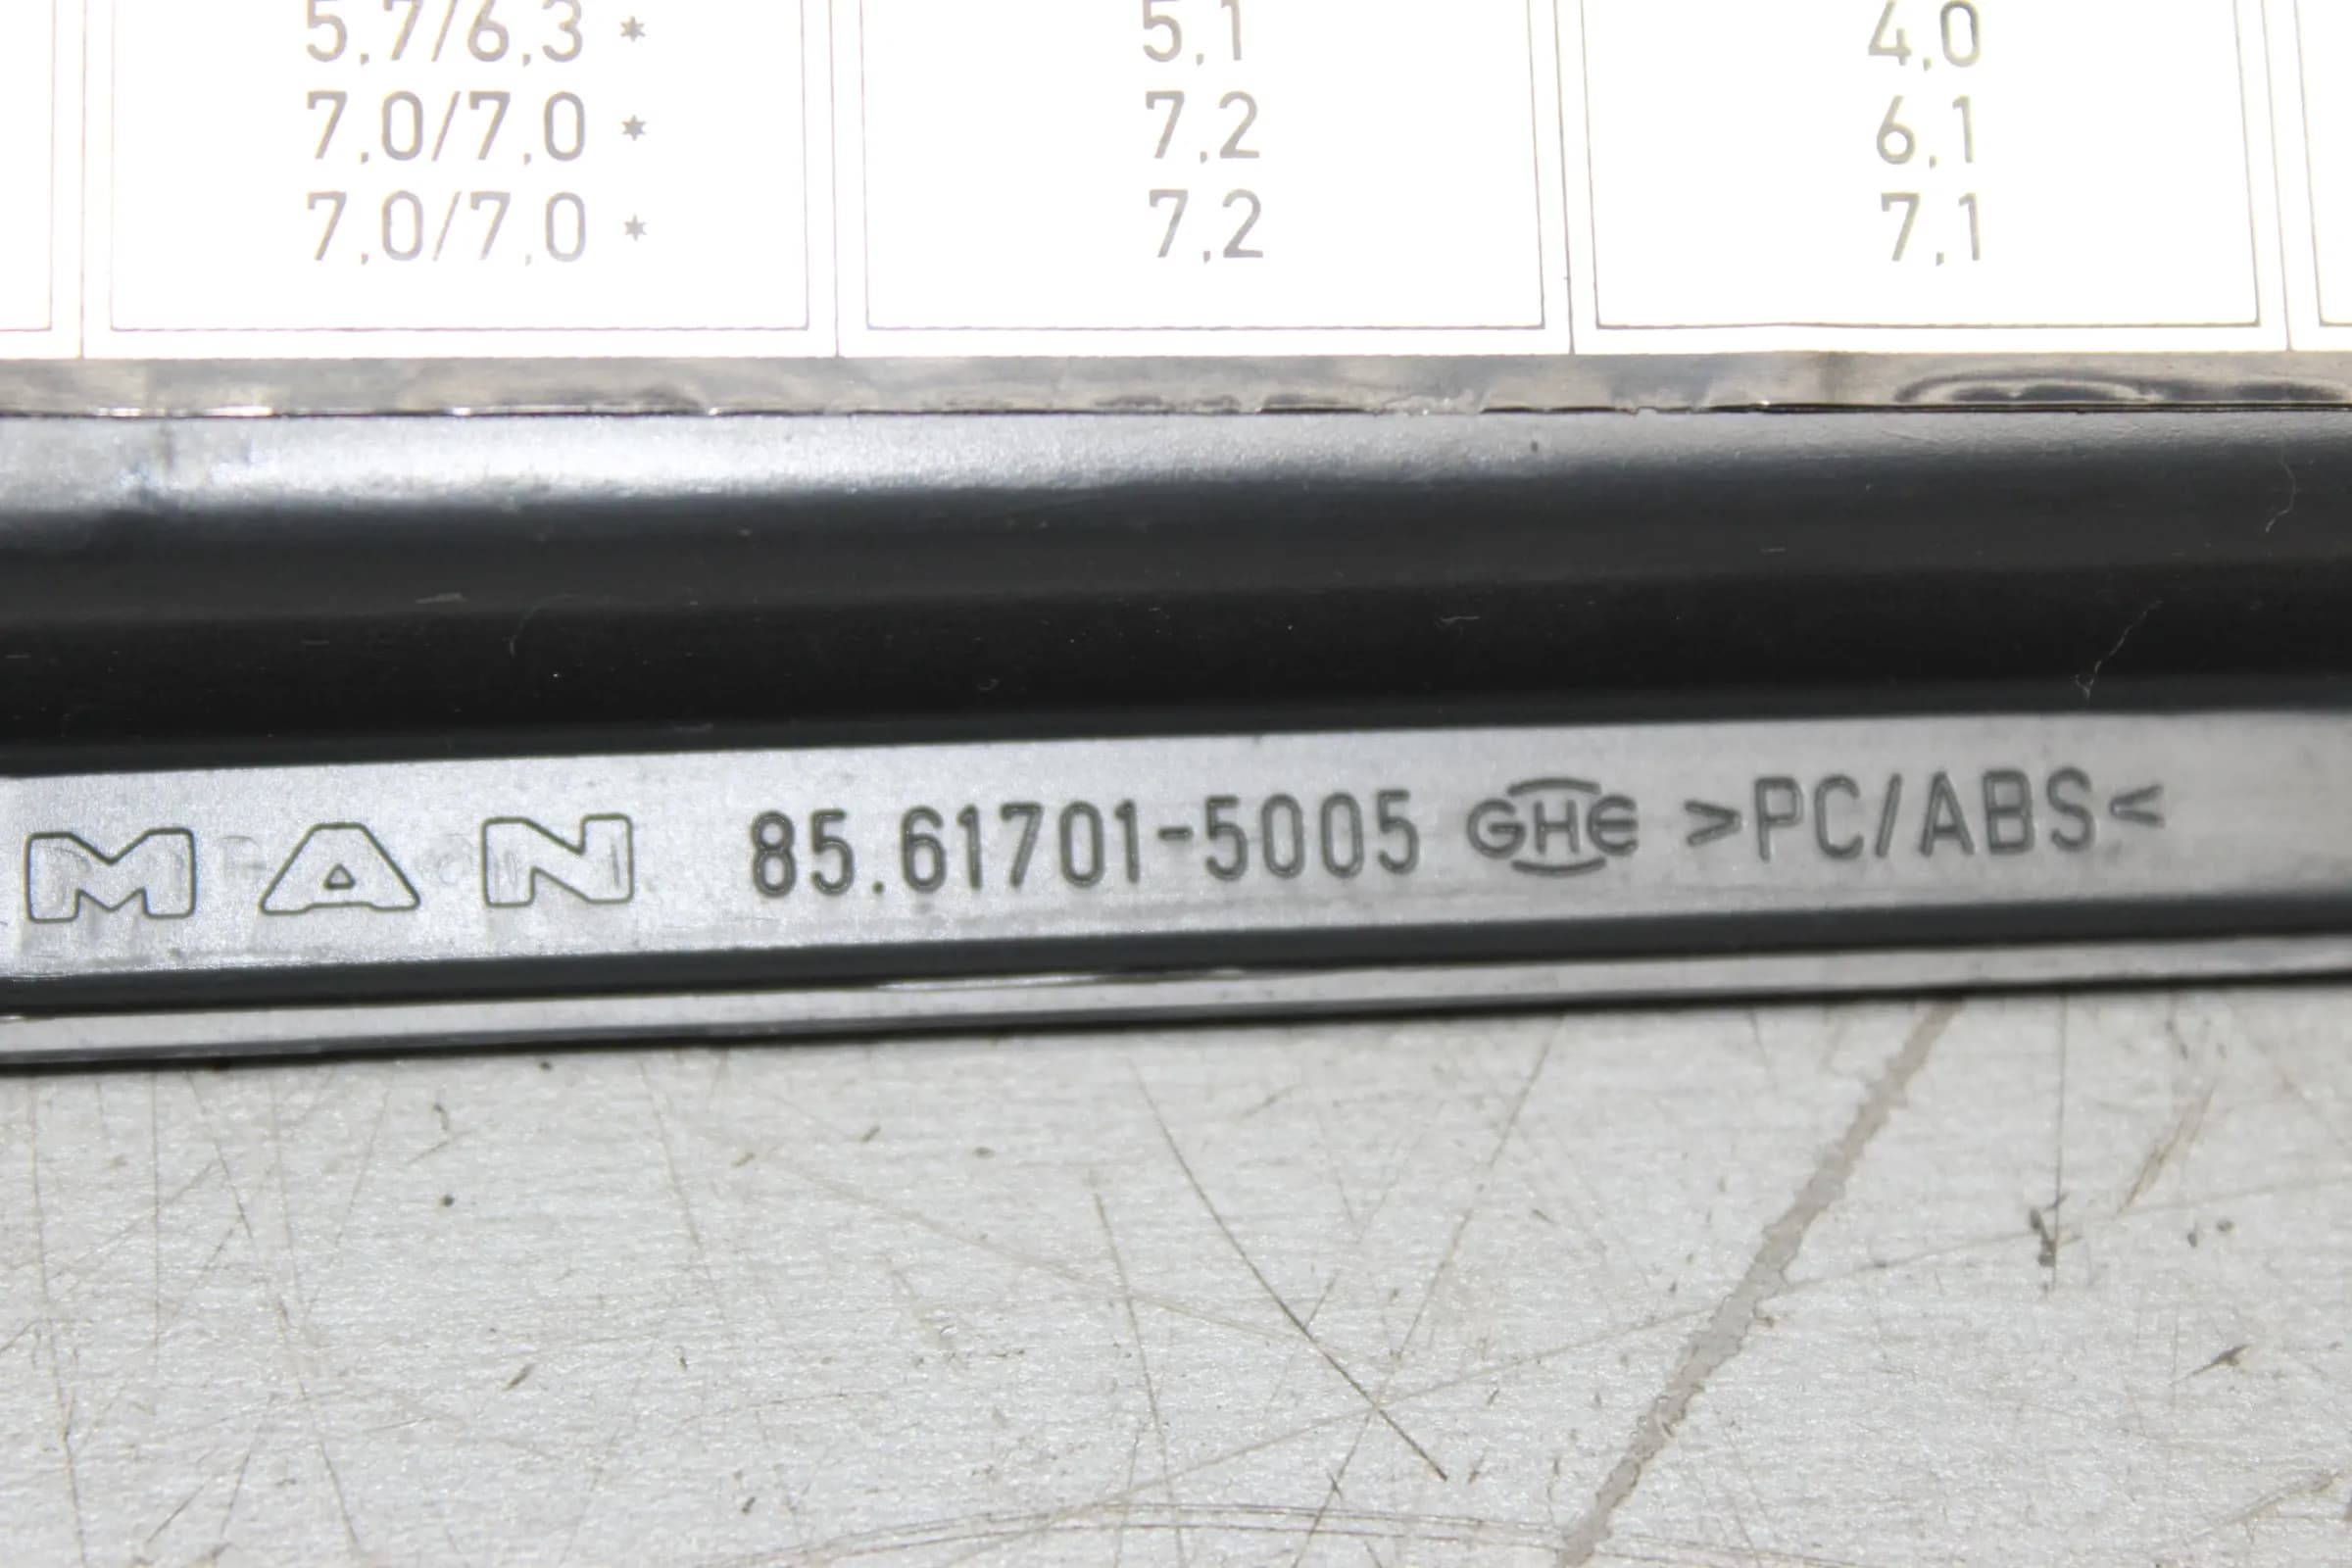 5,7/6,3 * 5,1 4,0
7,0/7,0 * 7,2 6,1
7,0/7,0 * 7,2 7,1
MAN 85.61701-5005 GHE >PC/ABS<